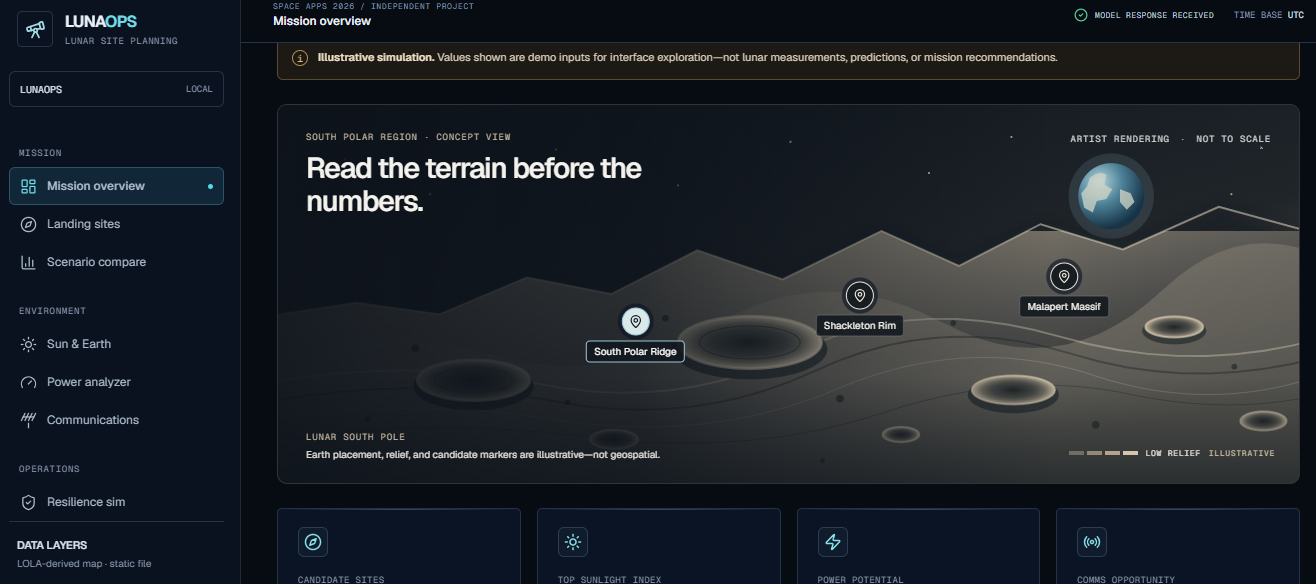 LUNAOPS
LUNAR SITE PLANNING
LUNAOPS LOCAL
MISSION
Mission overview
Landing sites
Scenario compare
ENVIRONMENT
Sun & Earth
Power analyzer
Communications
OPERATIONS
Resilience sim
DATA LAYERS
LOLA-derived map · static file
SPACE APPS 2026 / INDEPENDENT PROJECT
Mission overview
MODEL RESPONSE RECEIVED TIME BASE UTC
Illustrative simulation. Values shown are demo inputs for interface exploration—not lunar measurements, predictions, or mission recommendations.
SOUTH POLAR REGION · CONCEPT VIEW
Read the terrain before the
numbers.
ARTIST RENDERING · NOT TO SCALE
Malapert Massif
Shackleton Rim
South Polar Ridge
LUNAR SOUTH POLE
Earth placement, relief, and candidate markers are illustrative—not geospatial.
LOW RELIEF ILLUSTRATIVE
CANDIDATE SITES
TOP SUNLIGHT INDEX
POWER POTENTIAL
COMMS OPPORTUNITY